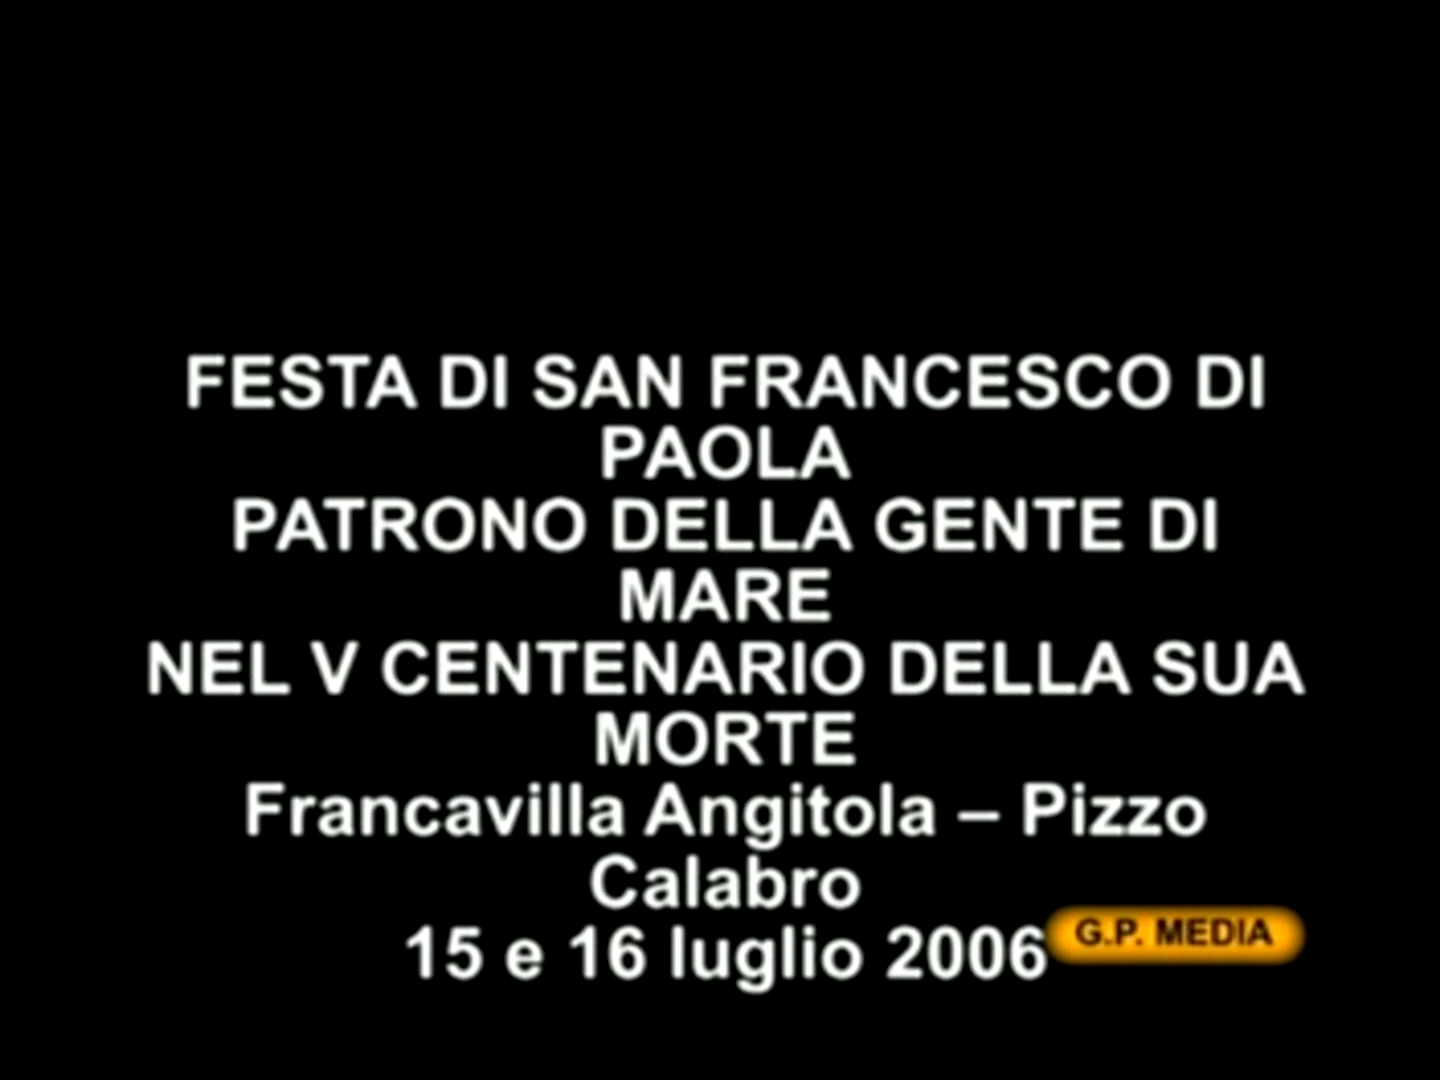 FESTA DI SAN FRANCESCO DI
PAOLA
PATRONO DELLA GENTE DI
MARE
NEL V CENTENARIO DELLA SUA
MORTE
Francavilla Angitola – Pizzo
Calabro
15 e 16 luglio 2006
G.P. MEDIA